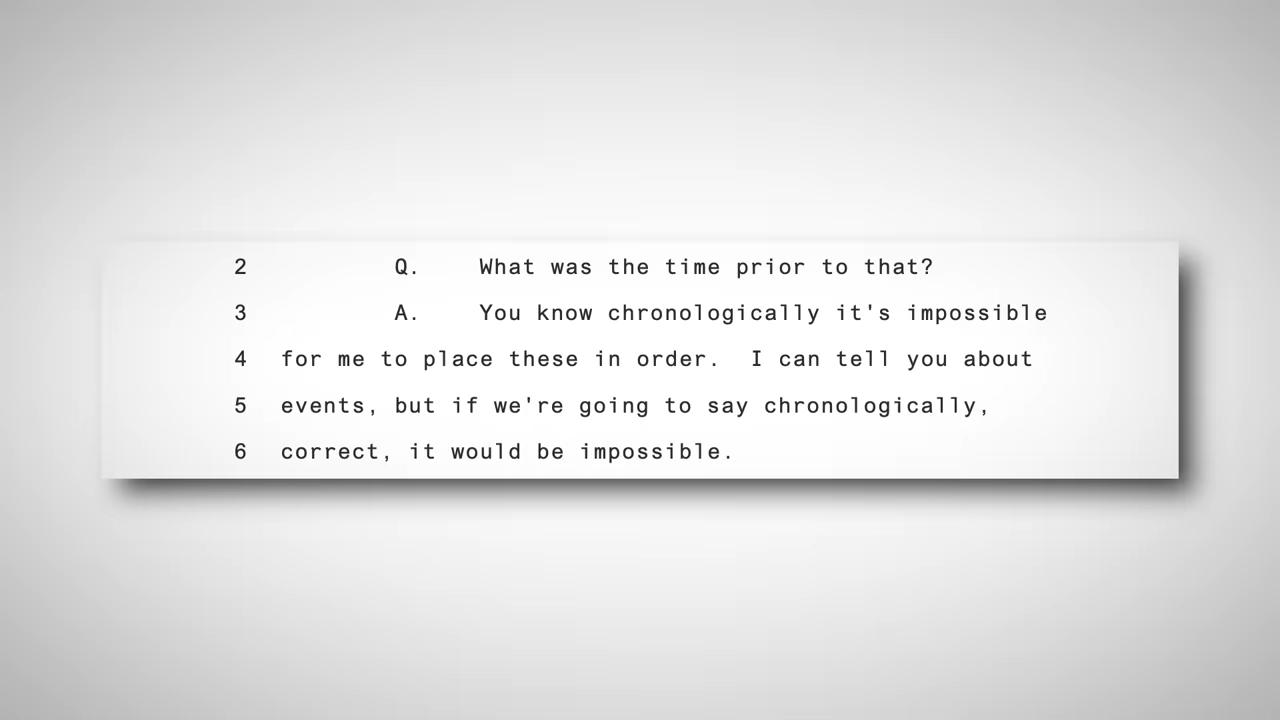 2 Q. What was the time prior to that?
3 A. You know chronologically it's impossible
4 for me to place these in order. I can tell you about
5 events, but if we're going to say chronologically,
6 correct, it would be impossible.